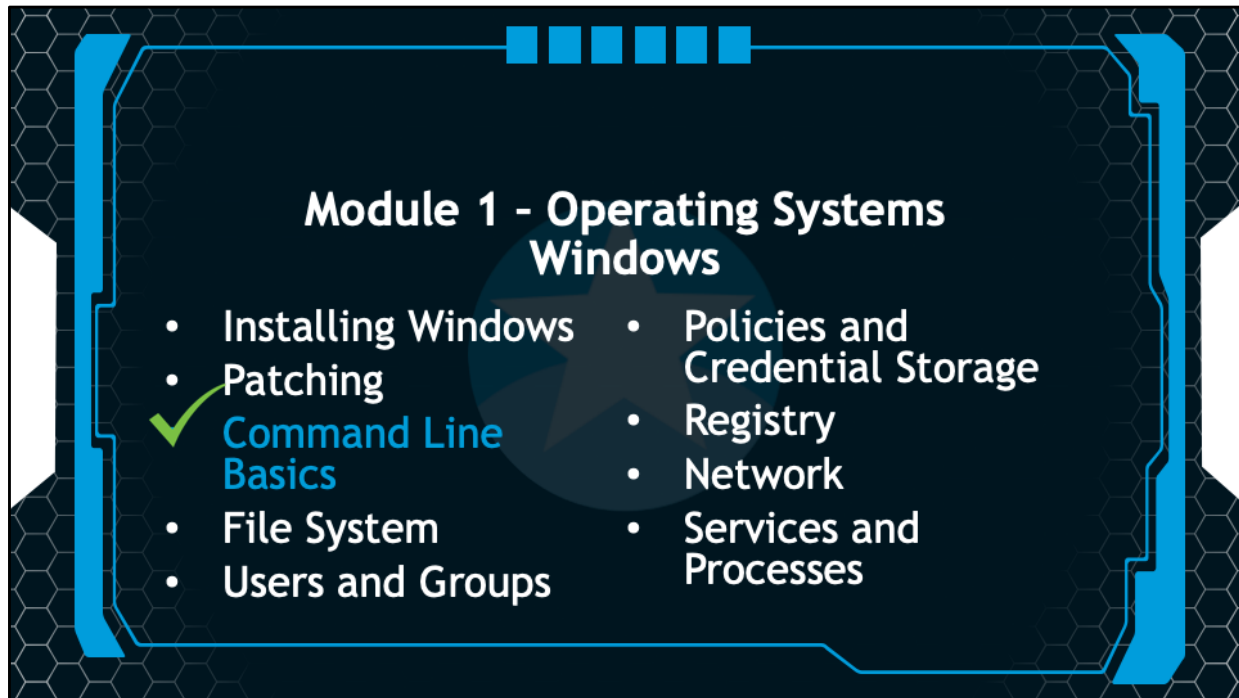 Module 1 – Operating Systems
Windows
• Installing Windows
• Patching
Command Line
Basics
• File System
• Users and Groups
• Policies and
Credential Storage
• Registry
• Network
• Services and
Processes